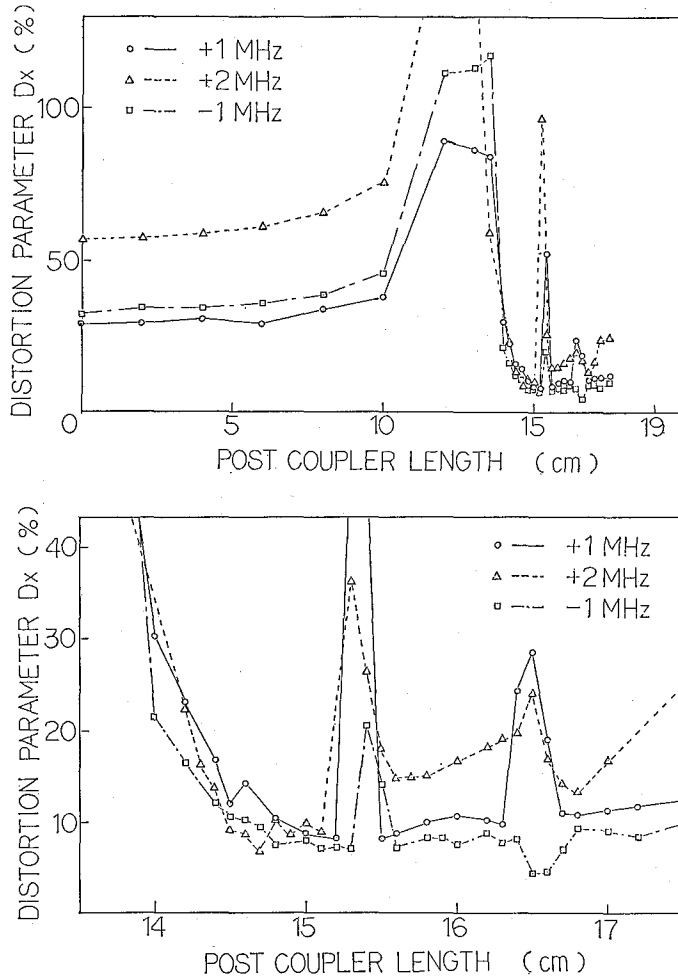 DISTORTION PARAMETER Dx (%)
+1 MHz
+2 MHz
-1 MHz
100
50
0
0
5
10
15
19
POST COUPLER LENGTH (cm)
DISTORTION PARAMETER Dx (%)
+1 MHz
+2 MHz
-1 MHz
40
30
20
10
14
15
16
17
POST COUPLER LENGTH (cm)